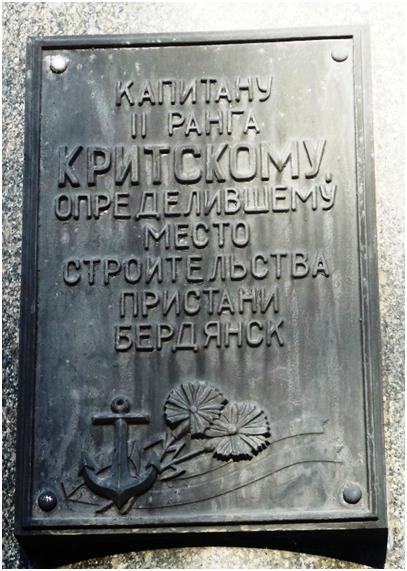 КАПИТАНУ
II РАНГА
КРИТСКОМУ,
ОПРЕДЕЛИВШЕМУ
МЕСТО
СТРОИТЕЛЬСТВА
ПРИСТАНИ
БЕРДЯНСК